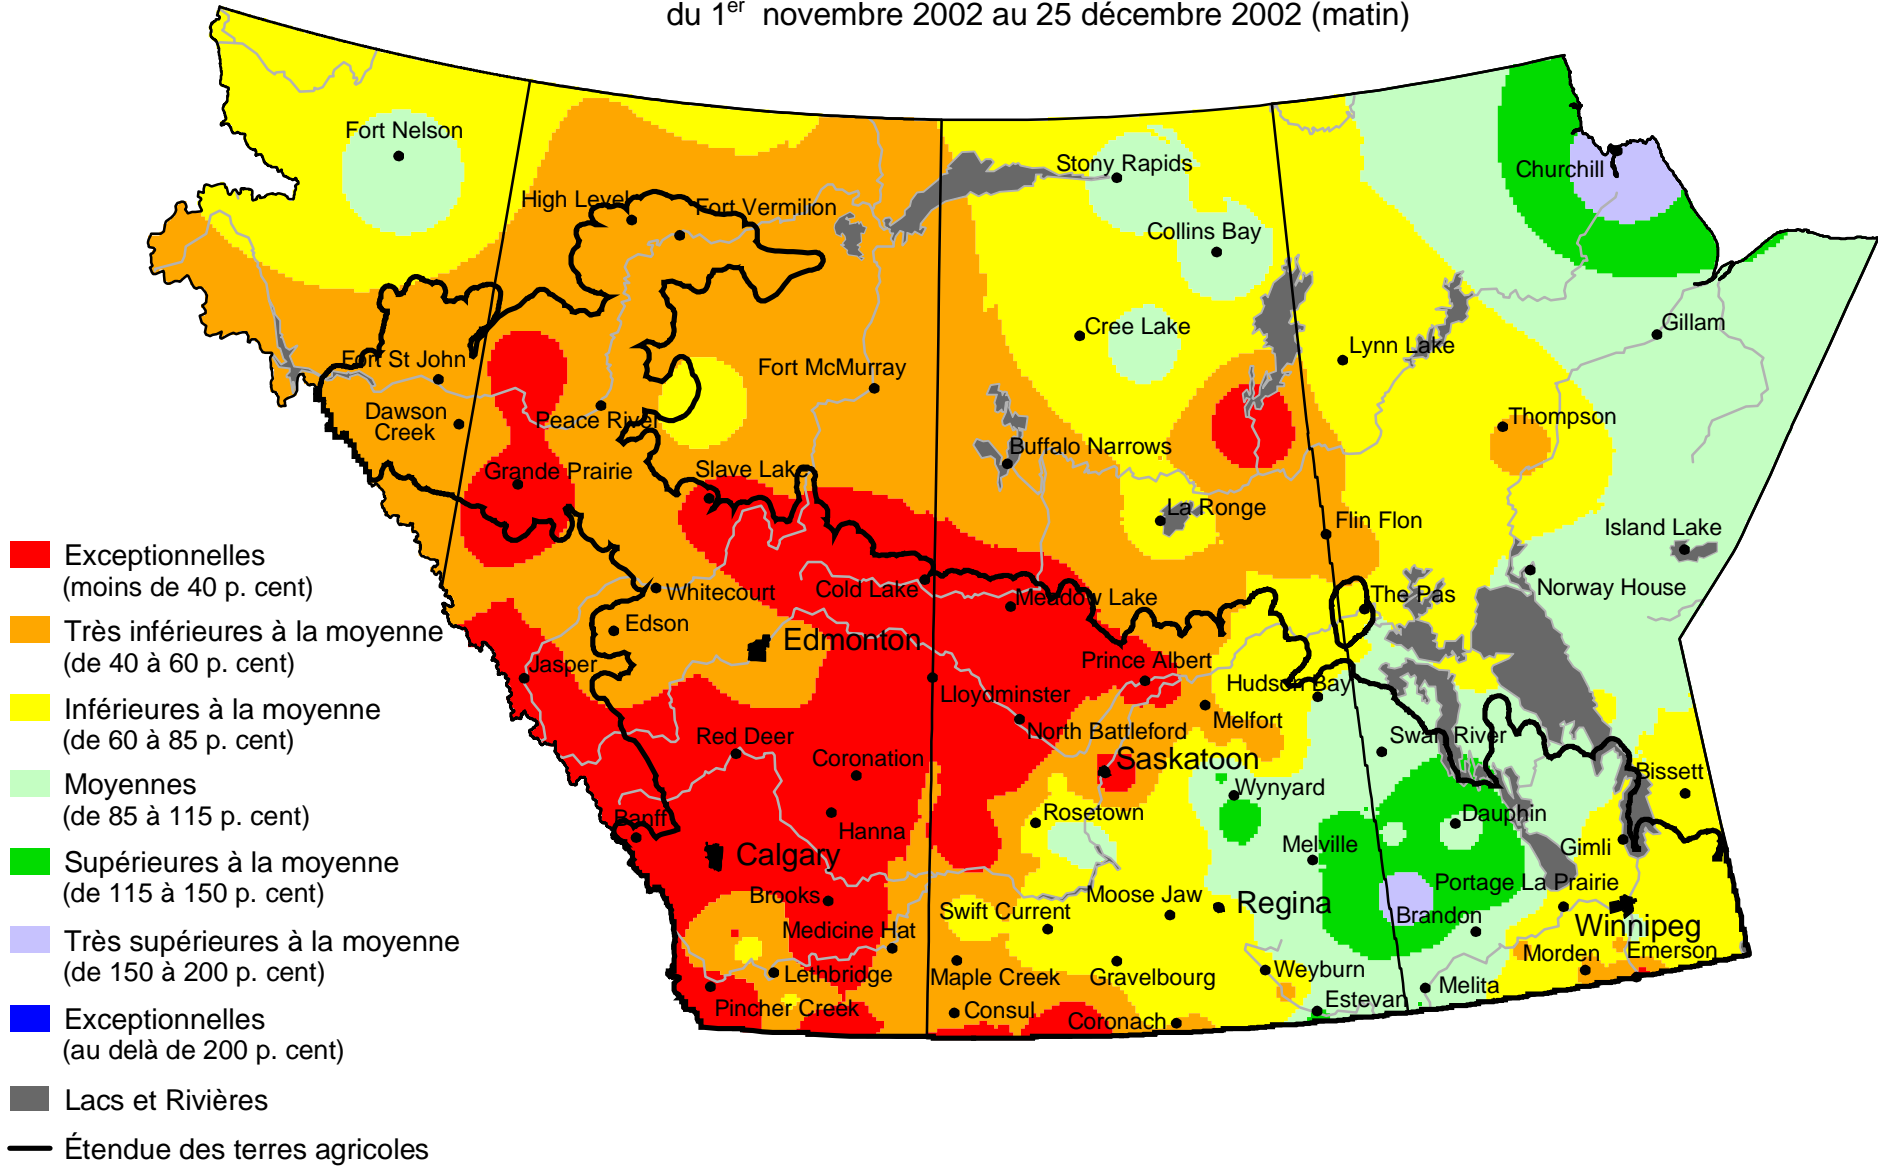 du 1er novembre 2002 au 25 décembre 2002 (matin)
Fort Nelson
Churchill
Stony Rapids
High Level
Fort Vermilion
Collins Bay
Gillam
Cree Lake
Lynn Lake
Fort St John
Fort McMurray
Dawson
Creek
Peace River
Thompson
Buffalo Narrows
Grande Prairie
Slave Lake
La Ronge
Flin Flon
Island Lake
Whitecourt
Cold Lake
Meadow Lake
The Pas
Norway House
Edson
Edmonton
Jasper
Prince Albert
Hudson Bay
Lloydminster
Melfort
North Battleford
Red Deer
Swan River
Coronation
Saskatoon
Bissett
Wynyard
Rosetown
Dauphin
Banff
Hanna
Melville
Gimli
Calgary
Portage La Prairie
Brooks
Moose Jaw
Regina
Swift Current
Brandon
Winnipeg
Medicine Hat
Morden
Emerson
Lethbridge
Maple Creek
Gravelbourg
Weyburn
Melita
Pincher Creek
Consul
Coronach
Estevan
Exceptionnelles
(moins de 40 p. cent)
Très inférieures à la moyenne
(de 40 à 60 p. cent)
Inférieures à la moyenne
(de 60 à 85 p. cent)
Moyennes
(de 85 à 115 p. cent)
Supérieures à la moyenne
(de 115 à 150 p. cent)
Très supérieures à la moyenne
(de 150 à 200 p. cent)
Exceptionnelles
(au delà de 200 p. cent)
Lacs et Rivières
Étendue des terres agricoles